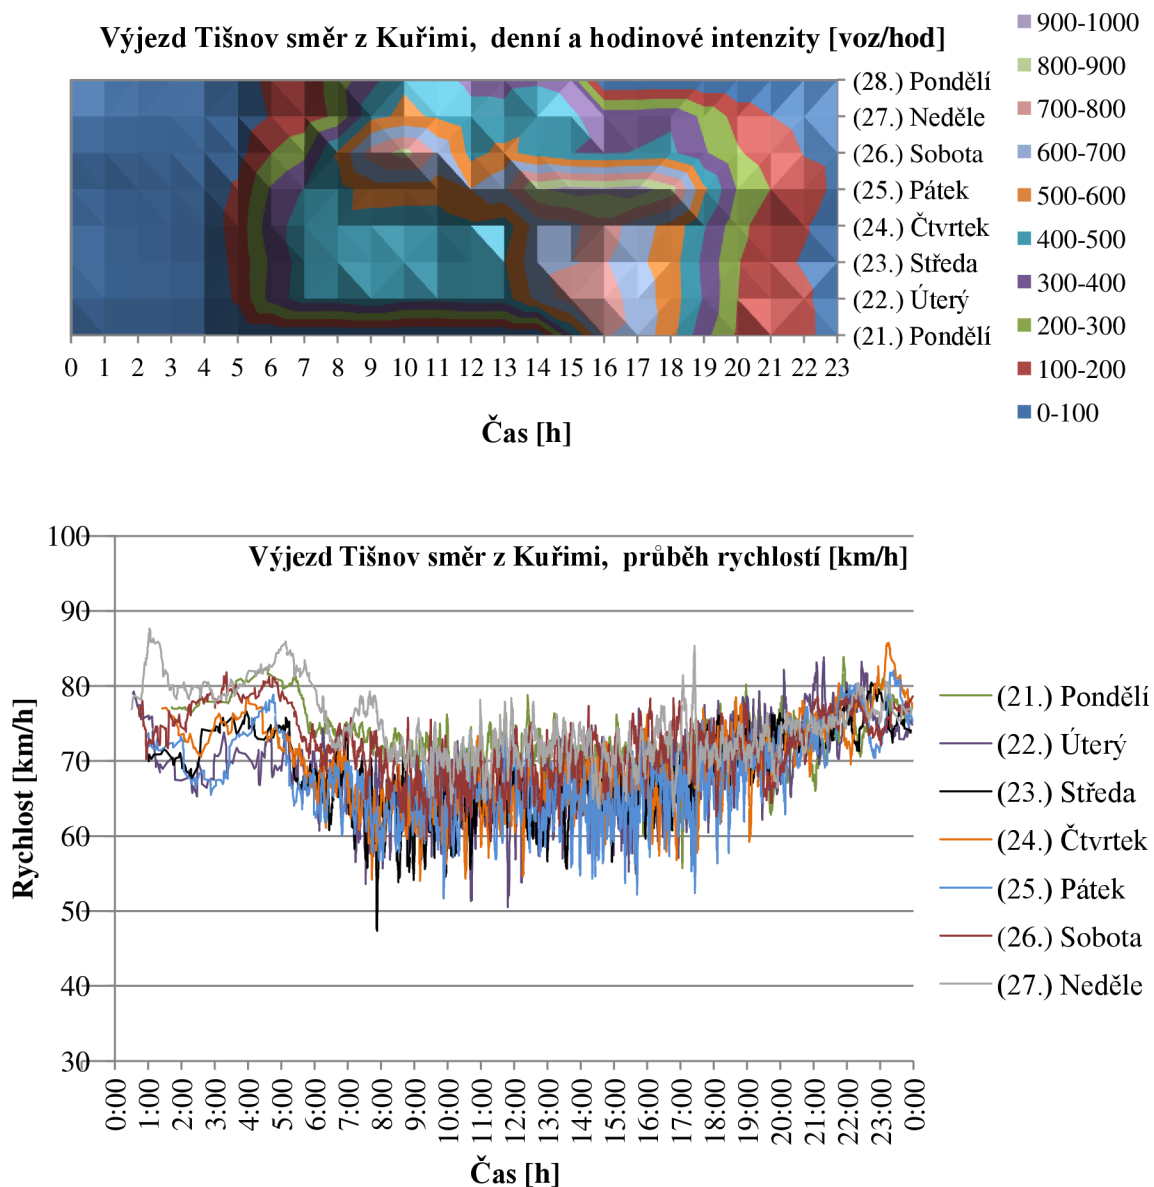 Výjezd Tišnov směr z Kuřimi, denní a hodinové intenzity [voz/hod]
900-1000
800-900
700-800
600-700
500-600
400-500
300-400
200-300
100-200
0-100
(28.) Pondělí
(27.) Neděle
(26.) Sobota
(25.) Pátek
(24.) Čtvrtek
(23.) Středa
(22.) Úterý
(21.) Pondělí
0 1 2 3 4 5 6 7 8 9 10 11 12 13 14 15 16 17 18 19 20 21 22 23
Čas [h]
Výjezd Tišnov směr z Kuřimi, průběh rychlostí [km/h]
100
90
80
70
60
50
40
30
Rychlost [km/h]
0:00 1:00 2:00 3:00 4:00 5:00 6:00 7:00 8:00 9:00 10:00 11:00 12:00 13:00 14:00 15:00 16:00 17:00 18:00 19:00 20:00 21:00 22:00 23:00 0:00
Čas [h]
(21.) Pondělí
(22.) Úterý
(23.) Středa
(24.) Čtvrtek
(25.) Pátek
(26.) Sobota
(27.) Neděle